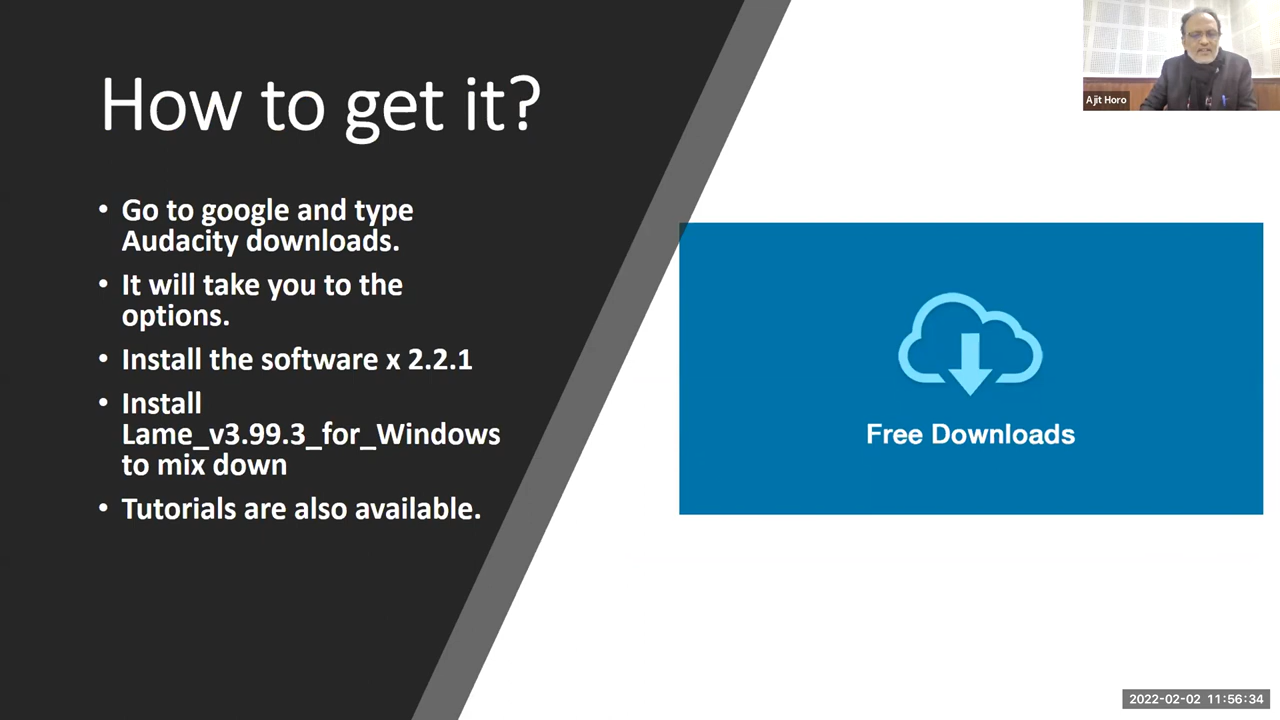 How to get it?
• Go to google and type
Audacity downloads.
• It will take you to the
options.
• Install the software x 2.2.1
• Install
Lame_v3.99.3_for_Windows
to mix down
• Tutorials are also available.
Free Downloads
Ajit Horo
2022-02-02 11:56:34